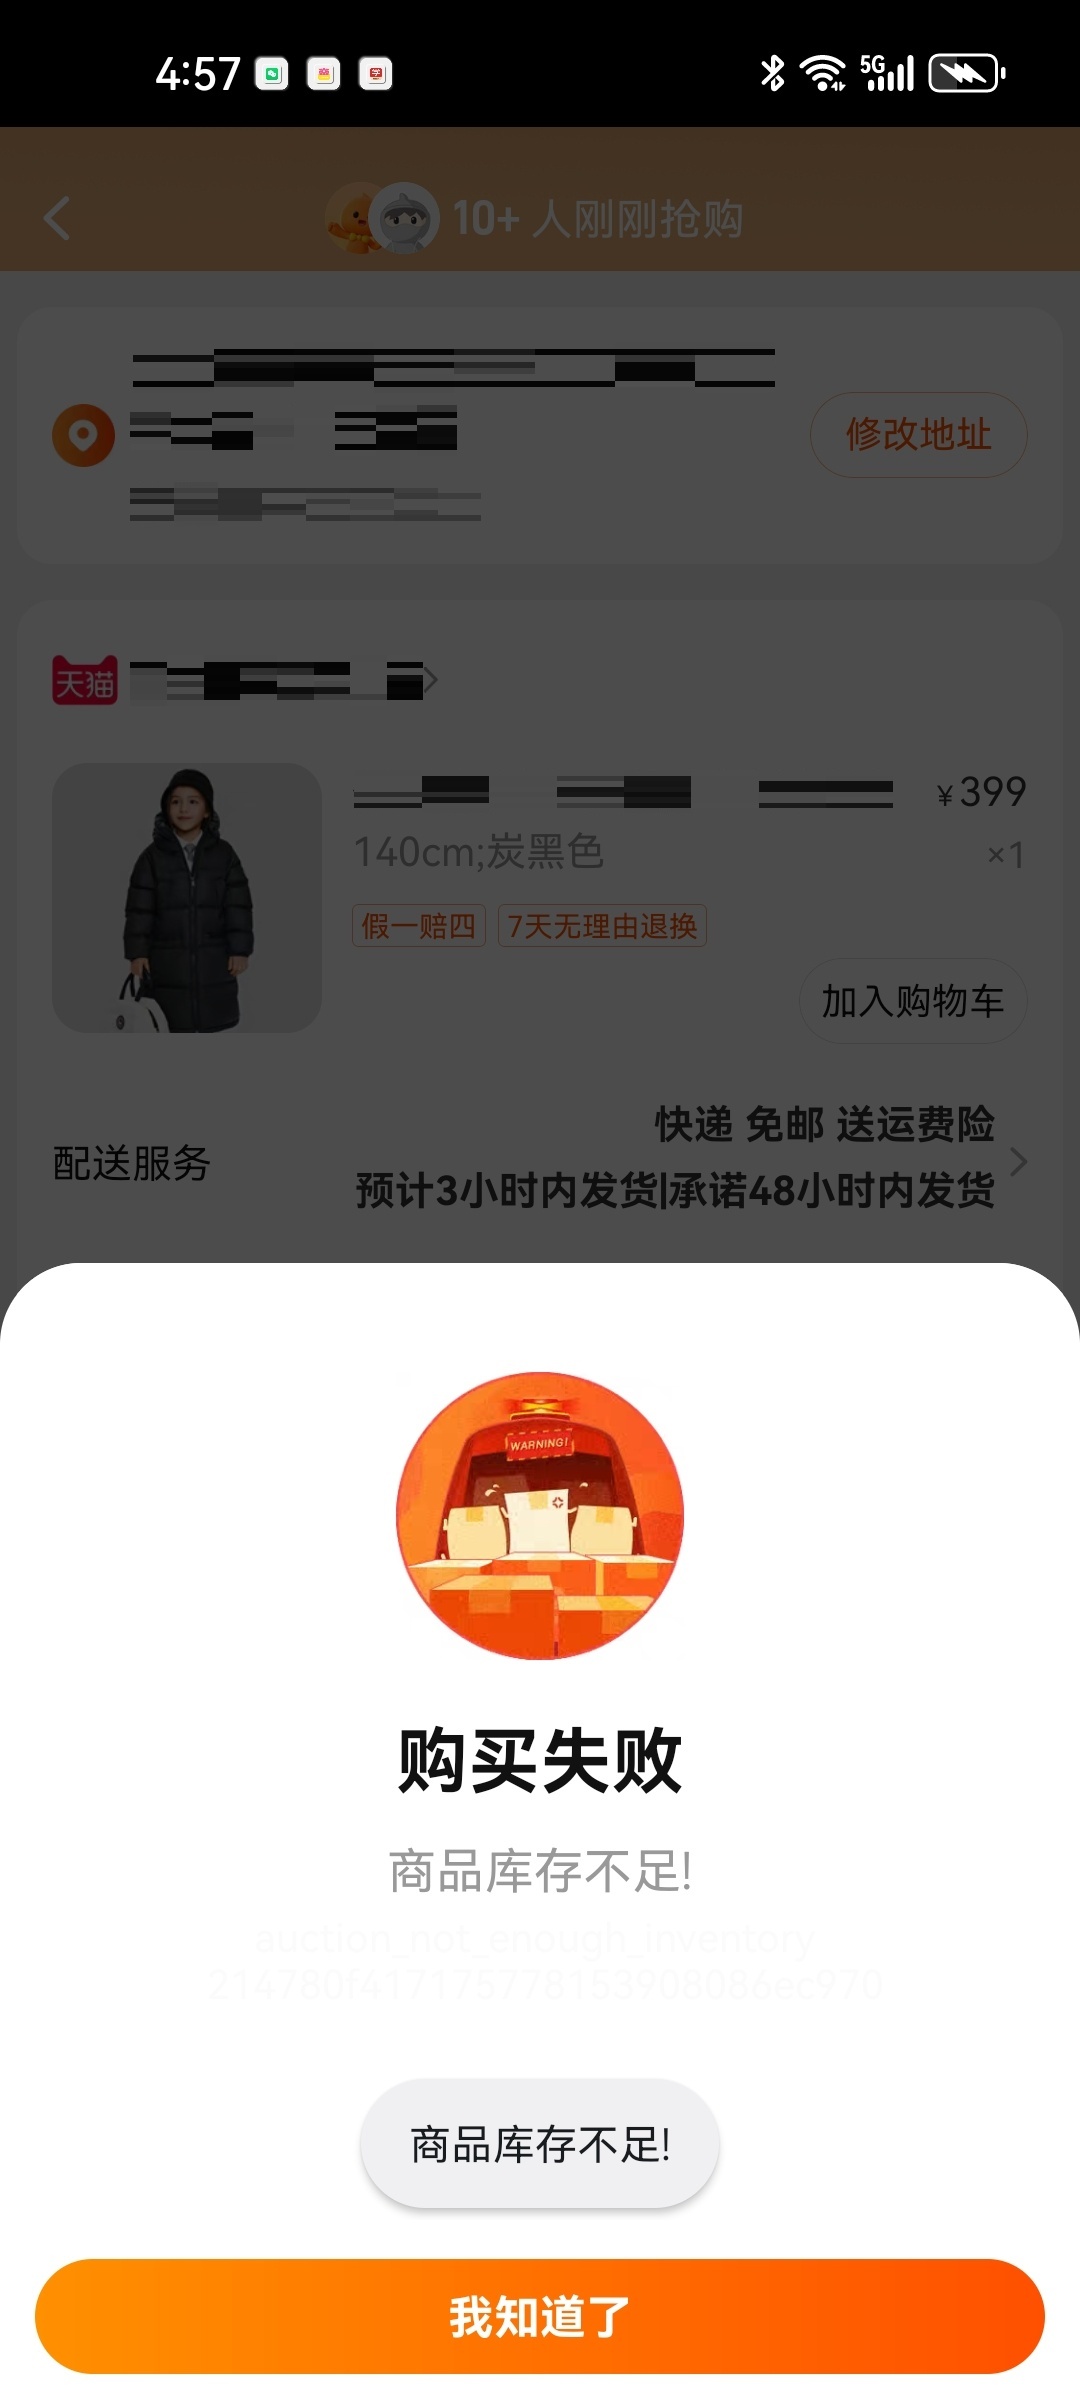 4:57
5G
10+ 人刚刚抢购
修改地址
天猫
¥399
140cm;炭黑色
×1
假一赔四 7天无理由退换
加入购物车
快递 免邮 送运费险
配送服务
预计3小时内发货|承诺48小时内发货
WARNING!
购买失败
商品库存不足!
auction_not_enough_inventory
214780f417175778153908086ec970
商品库存不足!
我知道了